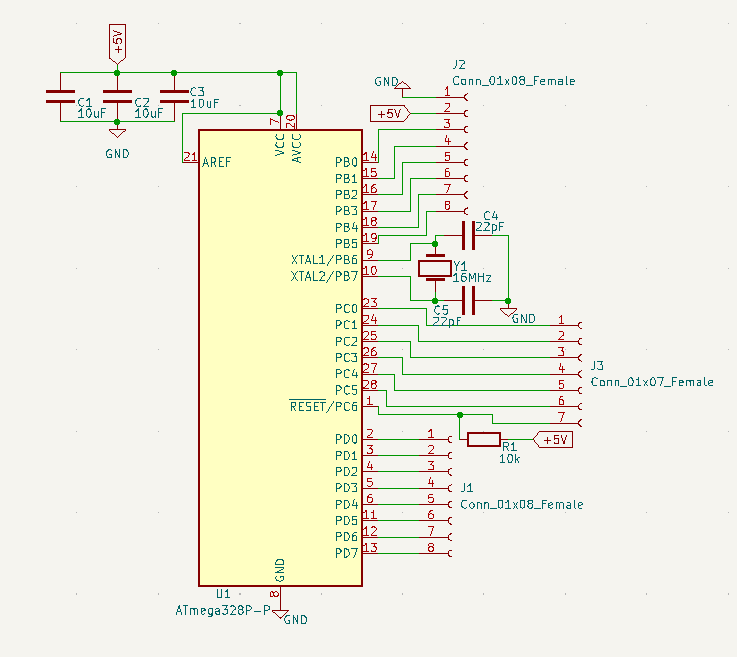 +5V
C1
10uF
C2
10uF
C3
10uF
GND
J2
Conn_01x08_Female
GND
+5V
1
2
3
4
5
6
7
8
7
20
VCC
AVCC
21
AREF
PB0
14
PB1
15
PB2
16
PB3
17
PB4
18
PB5
19
XTAL1/PB6
9
XTAL2/PB7
10
C4
22pF
Y1
16MHz
C5
22pF
GND
PC0
23
PC1
24
PC2
25
PC3
26
PC4
27
PC5
28
RESET/PC6
1
1
2
3
4
5
6
7
J3
Conn_01x07_Female
R1
10k
+5V
PD0
2
PD1
3
PD2
4
PD3
5
PD4
6
PD5
11
PD6
12
PD7
13
1
2
3
4
5
6
7
8
J1
Conn_01x08_Female
GND
8
U1
ATmega328P-P
GND